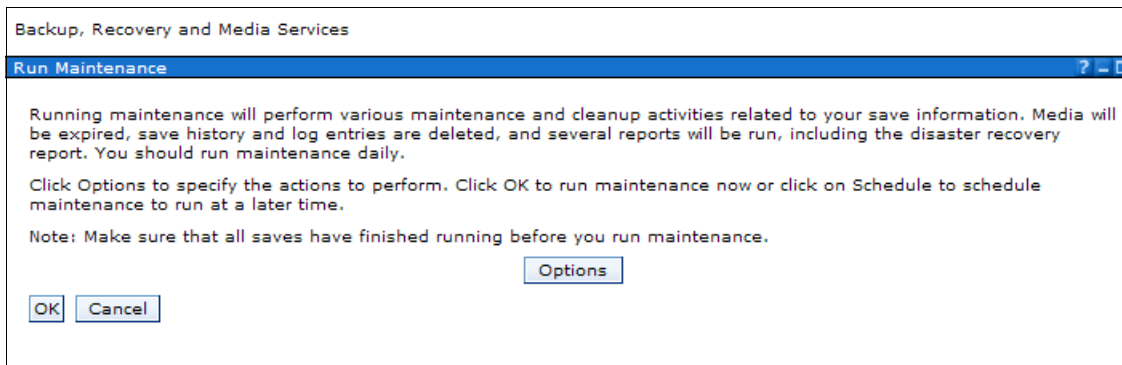 Backup, Recovery and Media Services
Run Maintenance ? –
Running maintenance will perform various maintenance and cleanup activities related to your save information. Media will
be expired, save history and log entries are deleted, and several reports will be run, including the disaster recovery
report. You should run maintenance daily.
Click Options to specify the actions to perform. Click OK to run maintenance now or click on Schedule to schedule
maintenance to run at a later time.
Note: Make sure that all saves have finished running before you run maintenance.
Options
OK Cancel